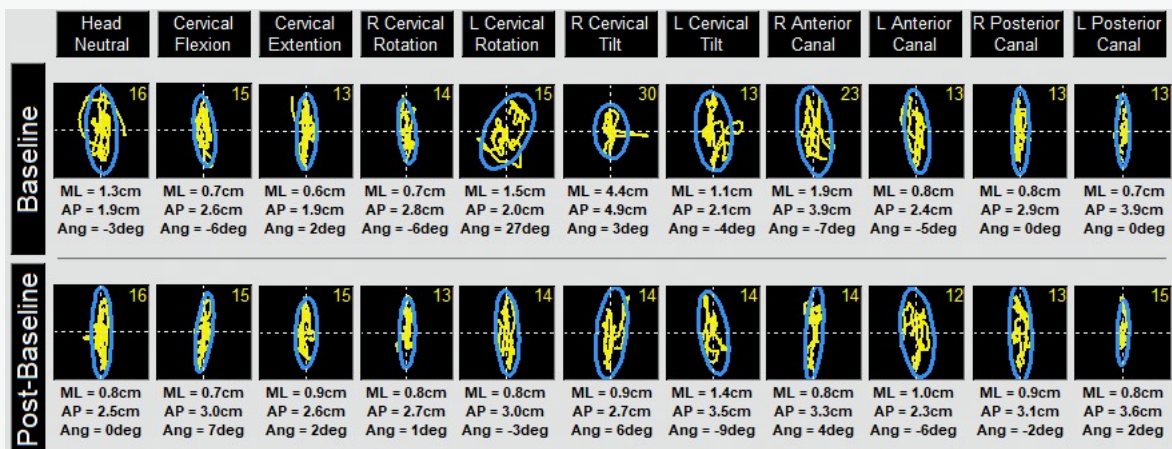 Head Neutral
Cervical Flexion
Cervical Extention
R Cervical Rotation
L Cervical Rotation
R Cervical Tilt
L Cervical Tilt
R Anterior Canal
L Anterior Canal
R Posterior Canal
L Posterior Canal
Baseline
16 15 13 14 15 30 13 23 13 13 13
ML = 1.3cm ML = 0.7cm ML = 0.6cm ML = 0.7cm ML = 1.5cm ML = 4.4cm ML = 1.1cm ML = 1.9cm ML = 0.8cm ML = 0.8cm ML = 0.7cm
AP = 1.9cm AP = 2.6cm AP = 1.9cm AP = 2.8cm AP = 2.0cm AP = 4.9cm AP = 2.1cm AP = 3.9cm AP = 2.4cm AP = 2.9cm AP = 3.9cm
Ang = -3deg Ang = -6deg Ang = 2deg Ang = -6deg Ang = 27deg Ang = 3deg Ang = -4deg Ang = -7deg Ang = -5deg Ang = 0deg Ang = 0deg
Post-Baseline
16 15 15 13 14 14 14 14 12 13 15
ML = 0.8cm ML = 0.7cm ML = 0.9cm ML = 0.8cm ML = 0.8cm ML = 0.9cm ML = 1.4cm ML = 0.8cm ML = 1.0cm ML = 0.9cm ML = 0.8cm
AP = 2.5cm AP = 3.0cm AP = 2.6cm AP = 2.7cm AP = 3.0cm AP = 2.7cm AP = 3.5cm AP = 3.3cm AP = 2.3cm AP = 3.1cm AP = 3.6cm
Ang = 0deg Ang = 7deg Ang = 2deg Ang = 1deg Ang = -3deg Ang = 6deg Ang = -9deg Ang = 4deg Ang = -6deg Ang = -2deg Ang = 2deg